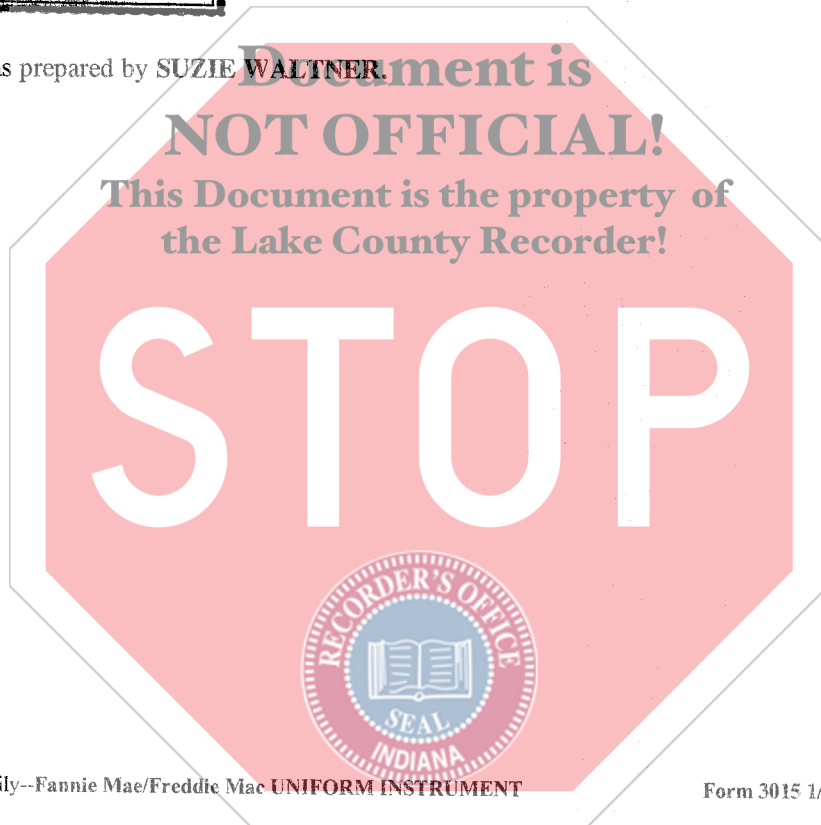 s prepared by SUZIE WALTNER.
Document is
NOT OFFICIAL!
This Document is the property of
the Lake County Recorder!
STOP
RECORDER'S OFFICE
SEAL
INDIANA
ily--Fannie Mae/Freddie Mac UNIFORM INSTRUMENT
Form 3015 1/